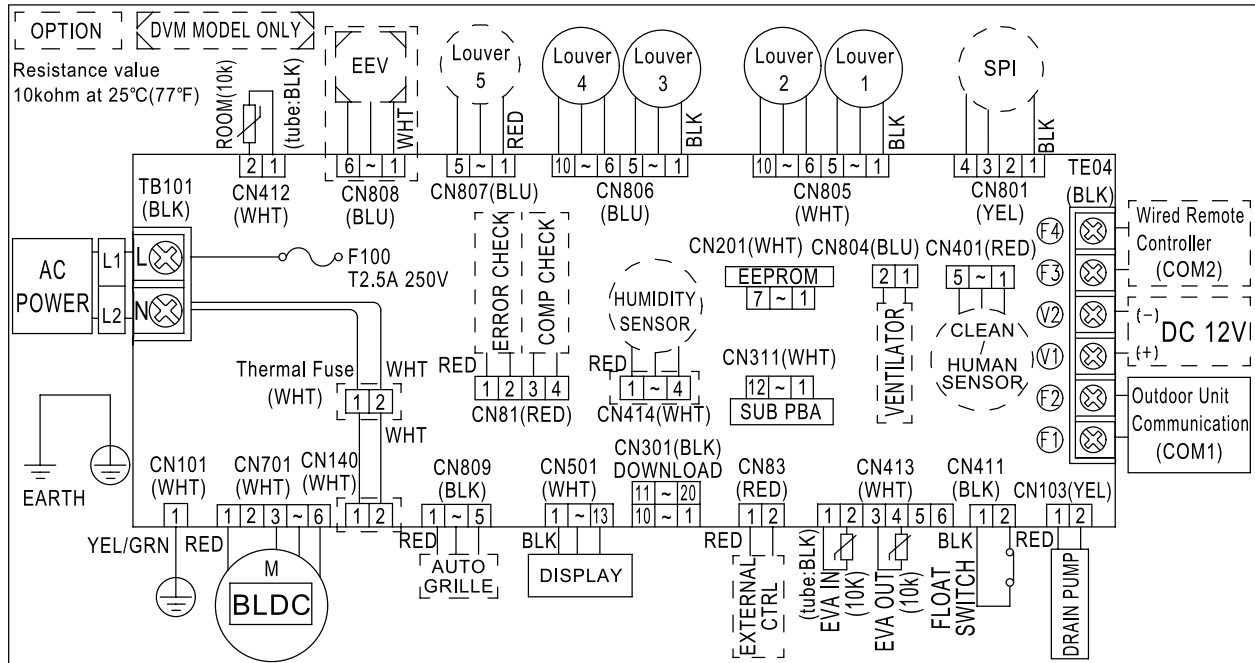 OPTION
DVM MODEL ONLY
Resistance value
10kohm at 25℃(77℉)
ROOM(10k)
(tube:BLK)
2 1
CN412
(WHT)
EEV
WHT
6 ~ 1
CN808
(BLU)
Louver
5
RED
5 ~ 1
CN807(BLU)
Louver
4
Louver
3
BLK
10 ~ 6 5 ~ 1
CN806
(BLU)
Louver
2
Louver
1
BLK
10 ~ 6 5 ~ 1
CN805
(WHT)
SPI
BLK
4 3 2 1
CN801
(YEL)
TE04
(BLK)
F4
F3
V2
V1
F2
F1
Wired Remote
Controller
(COM2)
(-)
DC 12V
(+)
Outdoor Unit
Communication
(COM1)
TB101
(BLK)
AC
POWER
L1
L2
L
N
F100
T2.5A 250V
Thermal Fuse
(WHT)
WHT
1 2
WHT
ERROR CHECK
COMP CHECK
RED
1 2 3 4
CN81(RED)
HUMIDITY
SENSOR
RED
1 ~ 4
CN414(WHT)
CN201(WHT)
EEPROM
7 ~ 1
CN311(WHT)
12 ~ 1
SUB PBA
CN804(BLU)
2 1
VENTILATOR
CN401(RED)
5 ~ 1
CLEAN
/
HUMAN
SENSOR
EARTH
CN101
(WHT)
1
YEL/GRN
CN701
(WHT)
1 2 3 ~ 6
RED
M
BLDC
CN140
(WHT)
1 2
CN809
(BLK)
1 ~ 5
RED
AUTO
GRILLE
CN501
(WHT)
1 ~ 13
BLK
DISPLAY
CN301(BLK)
DOWNLOAD
11 ~ 20
10 ~ 1
CN83
(RED)
1 2
RED
EXTERNAL
CTRL
CN413
(WHT)
1 2 3 4 5 6
(tube:BLK)
EVA IN
(10K)
EVA OUT
(10K)
CN411
(BLK)
1 2
BLK
FLOAT
SWITCH
CN103(YEL)
1 2
RED
DRAIN PUMP